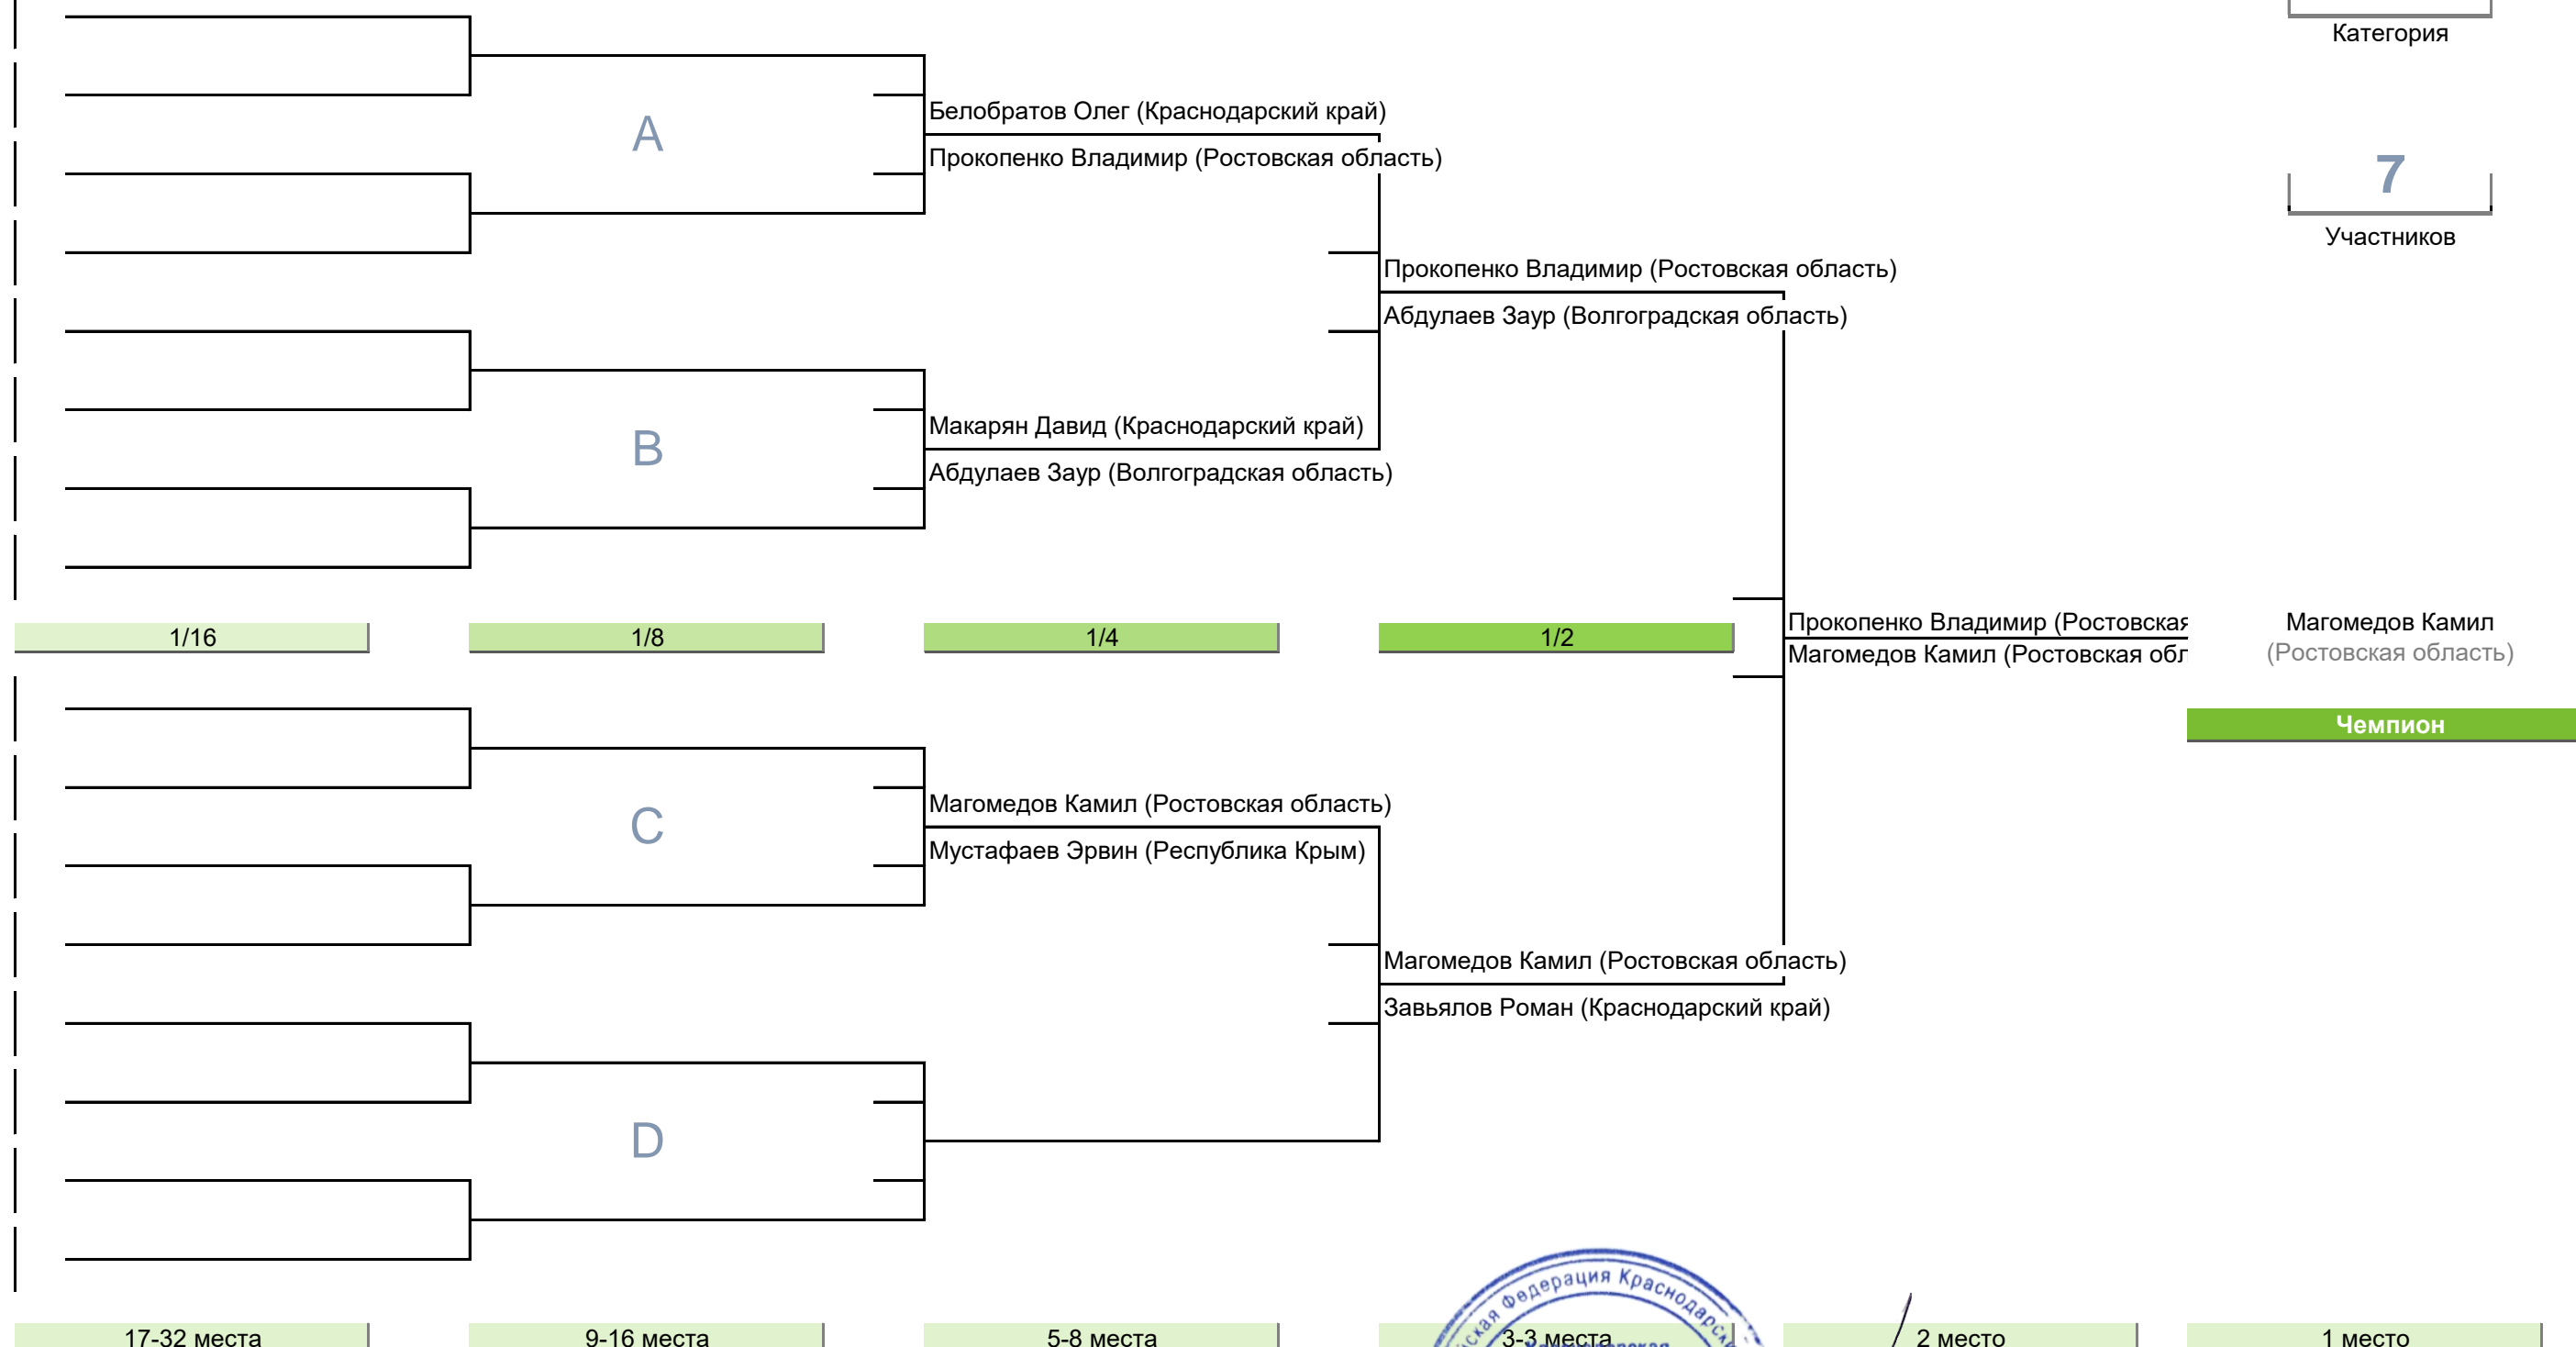 Категория
A
Белобратов Олег (Краснодарский край)
Прокопенко Владимир (Ростовская область)
7
Участников
Прокопенко Владимир (Ростовская область)
Абдулаев Заур (Волгоградская область)
B
Макарян Давид (Краснодарский край)
Абдулаев Заур (Волгоградская область)
1/16
1/8
1/4
1/2
Прокопенко Владимир (Ростовская
Магомедов Камил (Ростовская обл
Магомедов Камил
(Ростовская область)
Чемпион
C
Магомедов Камил (Ростовская область)
Мустафаев Эрвин (Республика Крым)
Магомедов Камил (Ростовская область)
Завьялов Роман (Краснодарский край)
D
Федерация
17-32 места
9-16 места
5-8 места
3-3 места
2 место
1 место